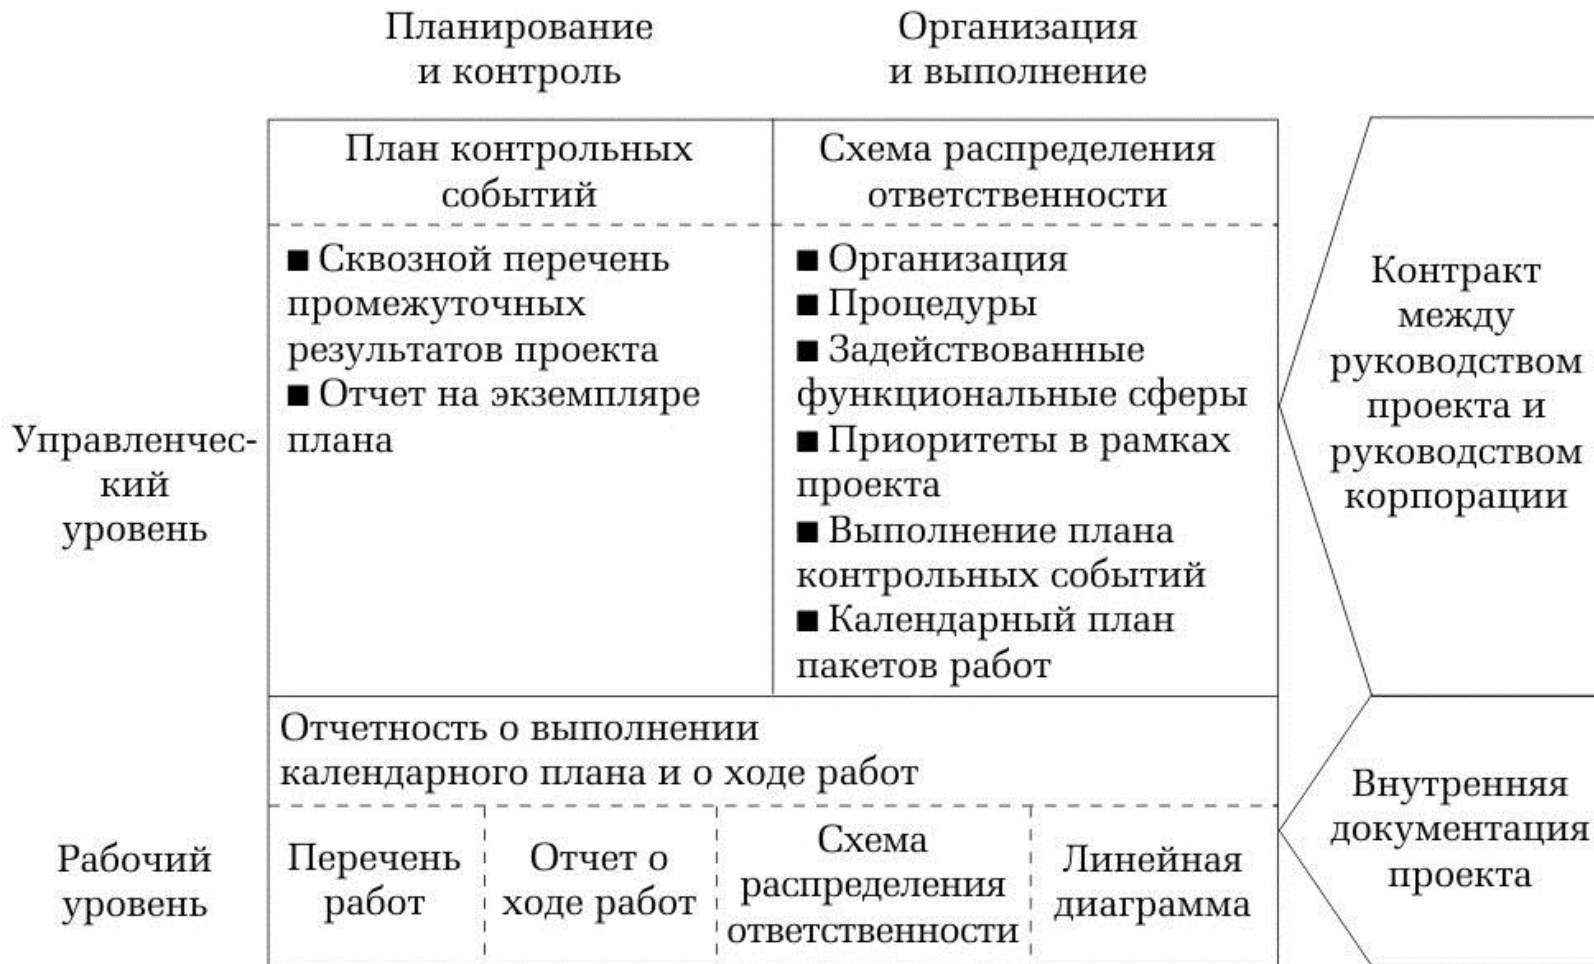 Планирование
и контроль
Организация
и выполнение
План контрольных
событий
Схема распределения
ответственности
Управленчес-
кий
уровень
■ Сквозной перечень
промежуточных
результатов проекта
■ Отчет на экземпляре
плана
■ Организация
■ Процедуры
■ Задействованные
функциональные сферы
■ Приоритеты в рамках
проекта
■ Выполнение плана
контрольных событий
■ Календарный план
пакетов работ
Контракт
между
руководством
проекта и
руководством
корпорации
Рабочий
уровень
Отчетность о выполнении
календарного плана и о ходе работ
Перечень
работ
Отчет о
ходе работ
Схема
распределения
ответственности
Линейная
диаграмма
Внутренняя
документация
проекта